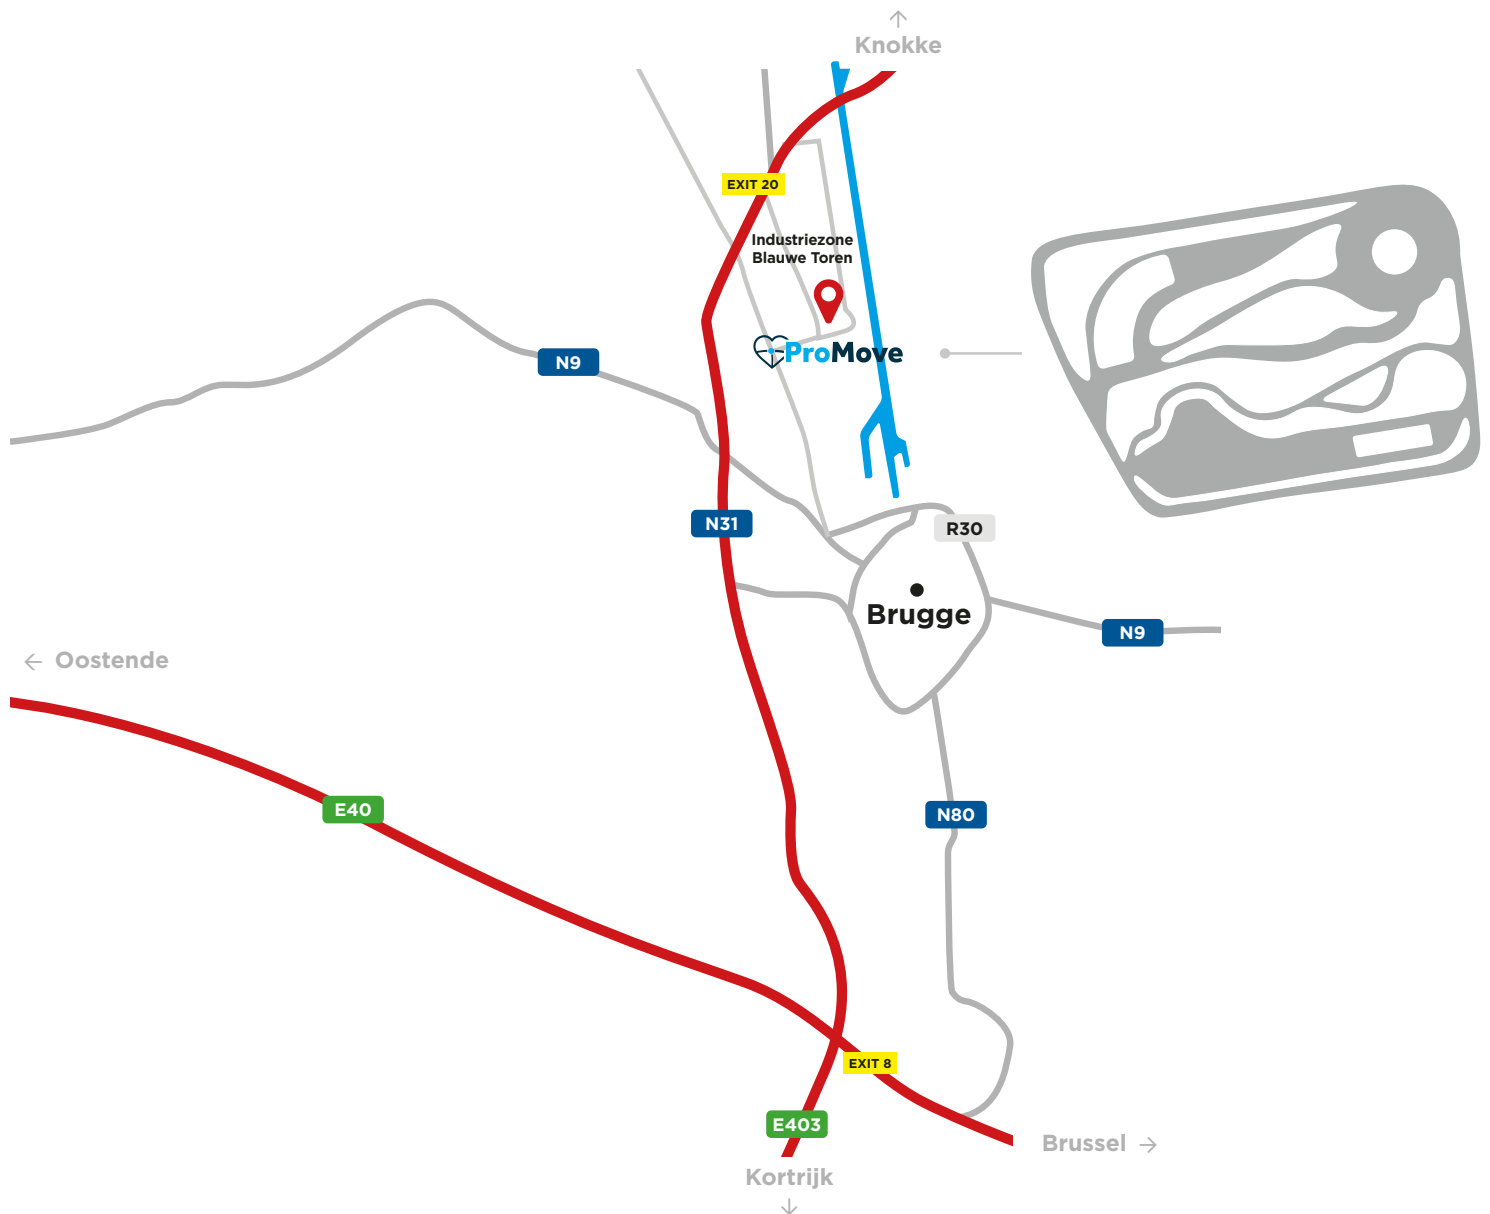 Knokke
EXIT 20
Industriezone
Blauwe Toren
ProMove
N9
N31
R30
Brugge
N9
Oostende
E40
N80
EXIT 8
E403
Brussel
Kortrijk